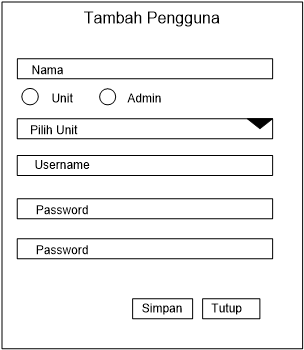 Tambah Pengguna
Nama
Unit Admin
Pilih Unit
Username
Password
Password
Simpan Tutup